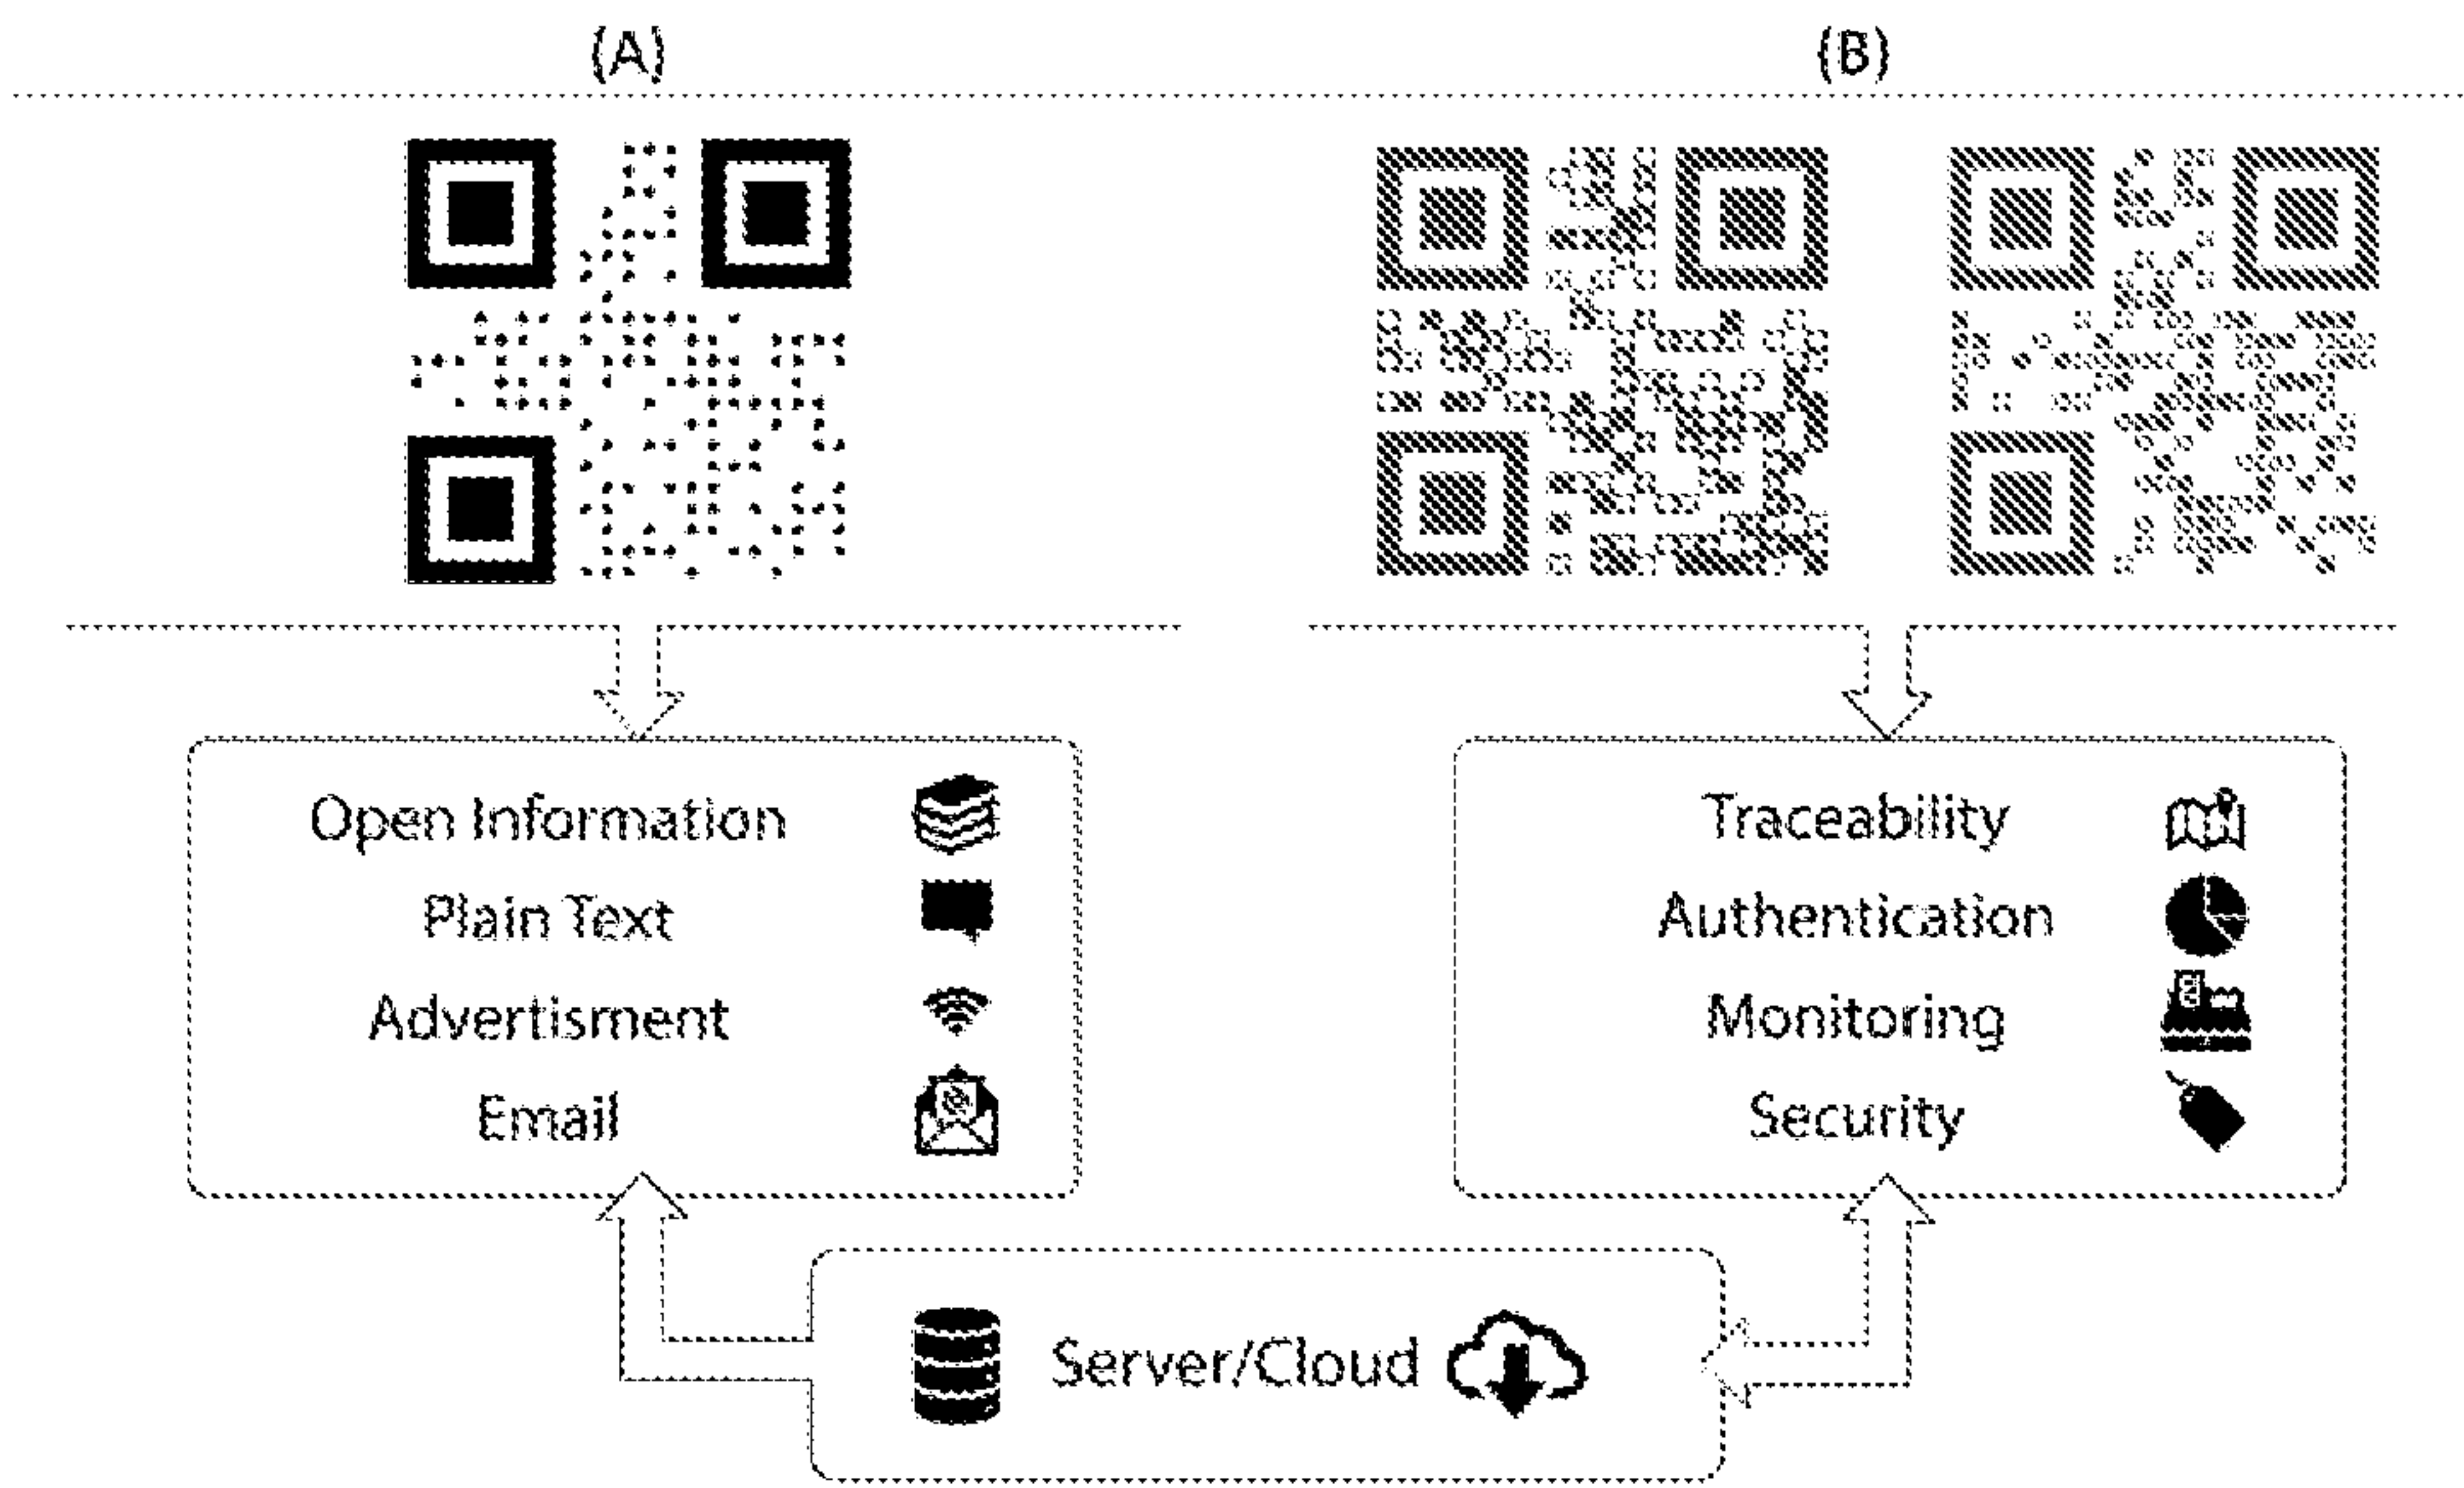 (A)
(B)
Open Information
Plain Text
Advertisment
Email
Traceability
Authentication
Monitoring
Security
Server/Cloud